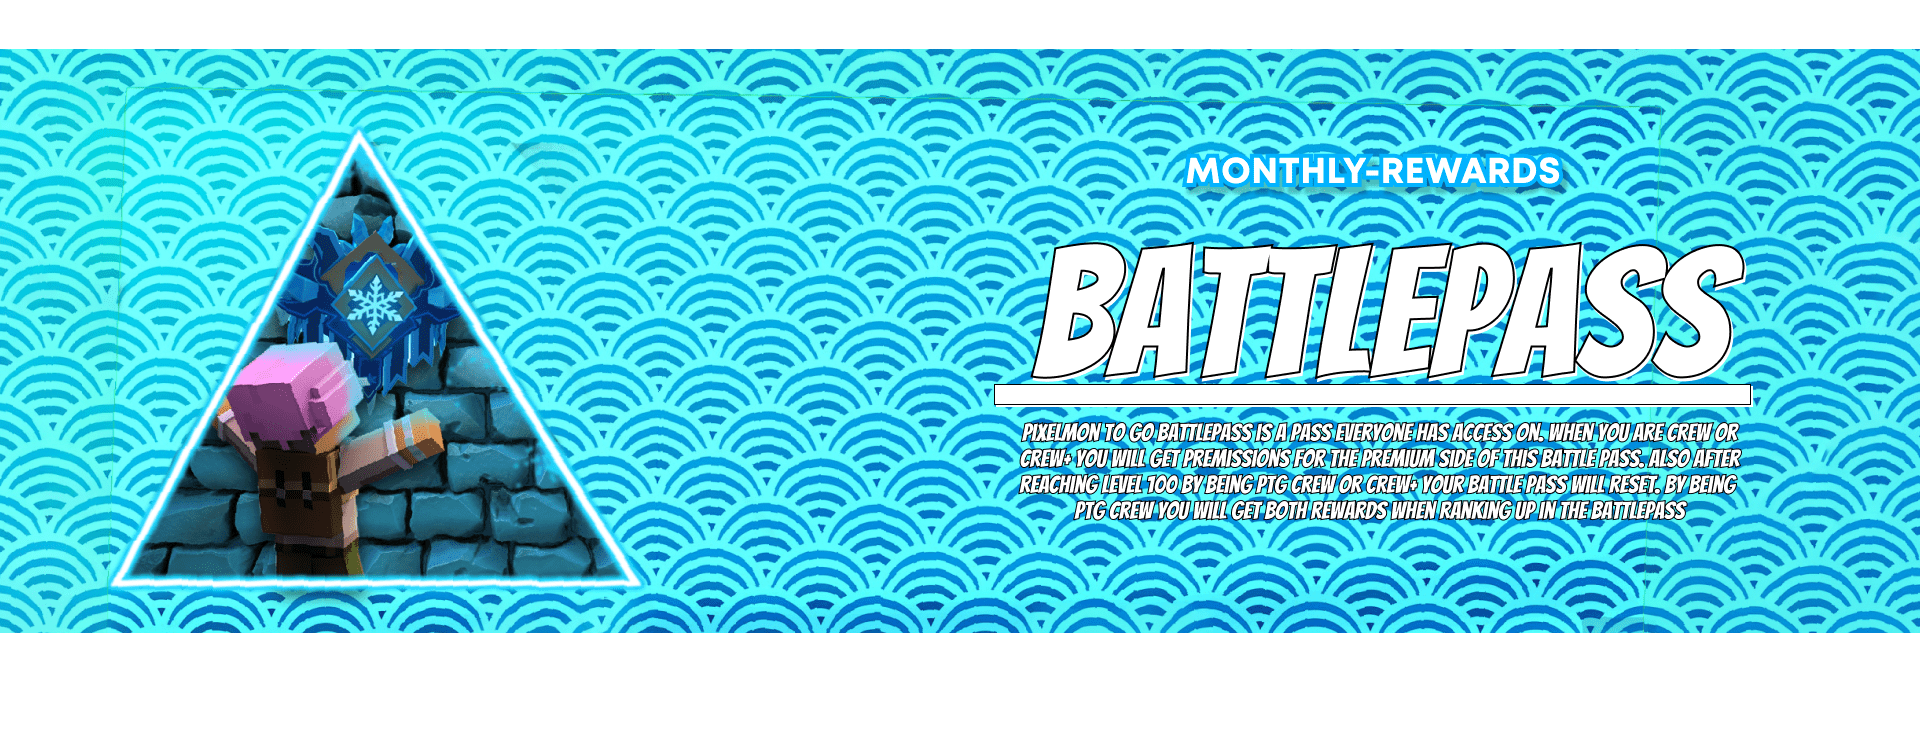 MONTHLY-REWARDS
BATTLEPASS
PIXELMON TO GO BATTLEPASS IS A PASS EVERYONE HAS ACCESS ON. WHEN YOU ARE CREW OR
CREW+ YOU WILL GET PREMISSIONS FOR THE PREMIUM SIDE OF THIS BATTLE PASS. ALSO AFTER
REACHING LEVEL 100 BY BEING PTG CREW OR CREW+ YOUR BATTLE PASS WILL RESET. BY BEING
PTG CREW YOU WILL GET BOTH REWARDS WHEN RANKING UP IN THE BATTLEPASS